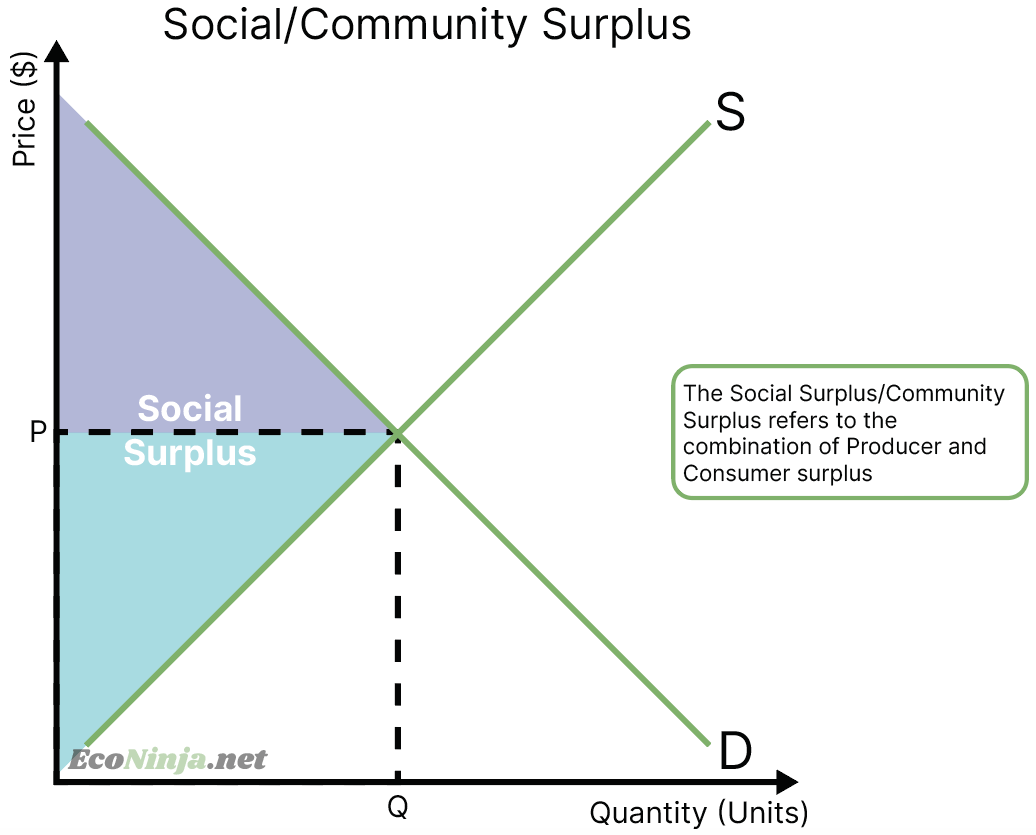 Social/Community Surplus
Price ($)
S
The Social Surplus/Community
Surplus refers to the
combination of Producer and
Consumer surplus
Social
P
Surplus
D
EcoNinja.net
Q
Quantity (Units)